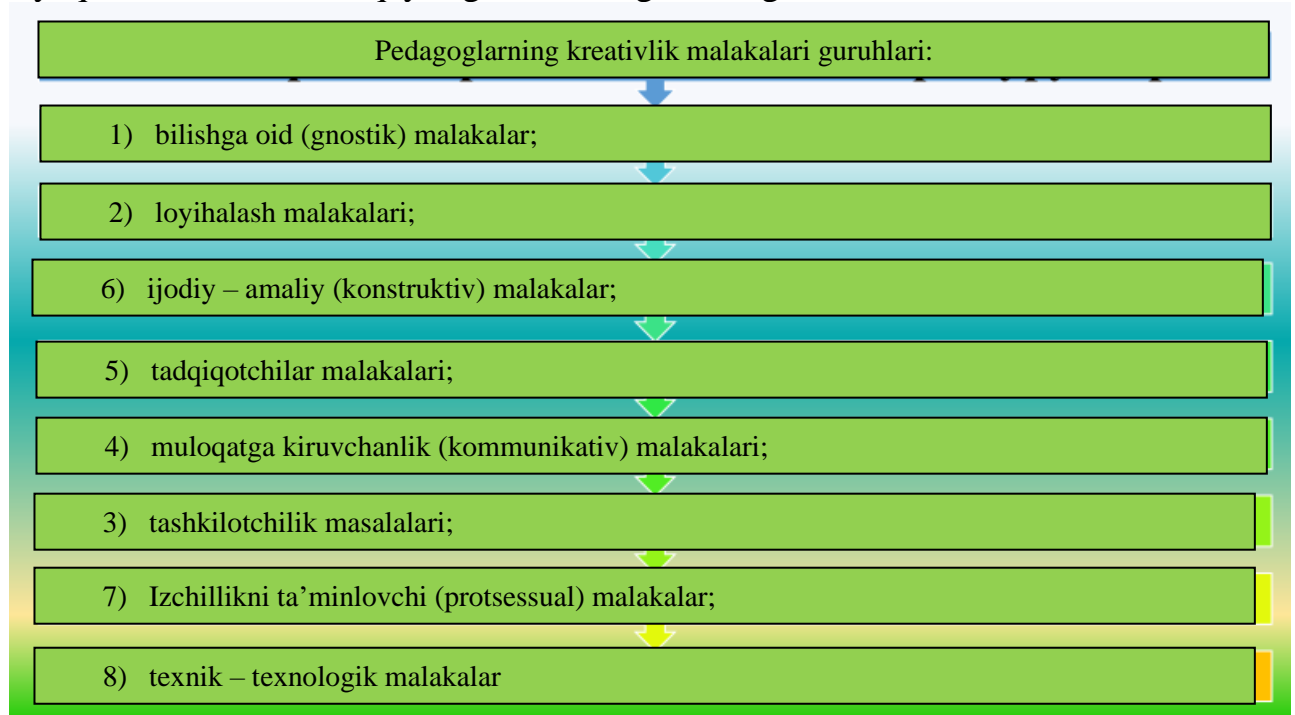 Pedagoglarning kreativlik malakalari guruhlari:
1) bilishga oid (gnostik) malakalar;
2) loyihalash malakalari;
6) ijodiy – amaliy (konstruktiv) malakalar;
5) tadqiqotchilar malakalari;
4) muloqatga kiruvchanlik (kommunikativ) malakalari;
3) tashkilotchilik masalalari;
7) Izchillikni ta’minlovchi (protsessual) malakalar;
8) texnik – texnologik malakalar